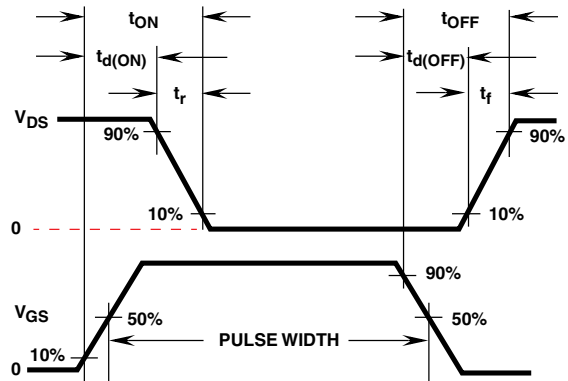 tON tOFF
td(ON) td(OFF)
tr tf
VDS
90% 90%
10% 10%
0
90%
VGS 50% PULSE WIDTH 50%
10%
0